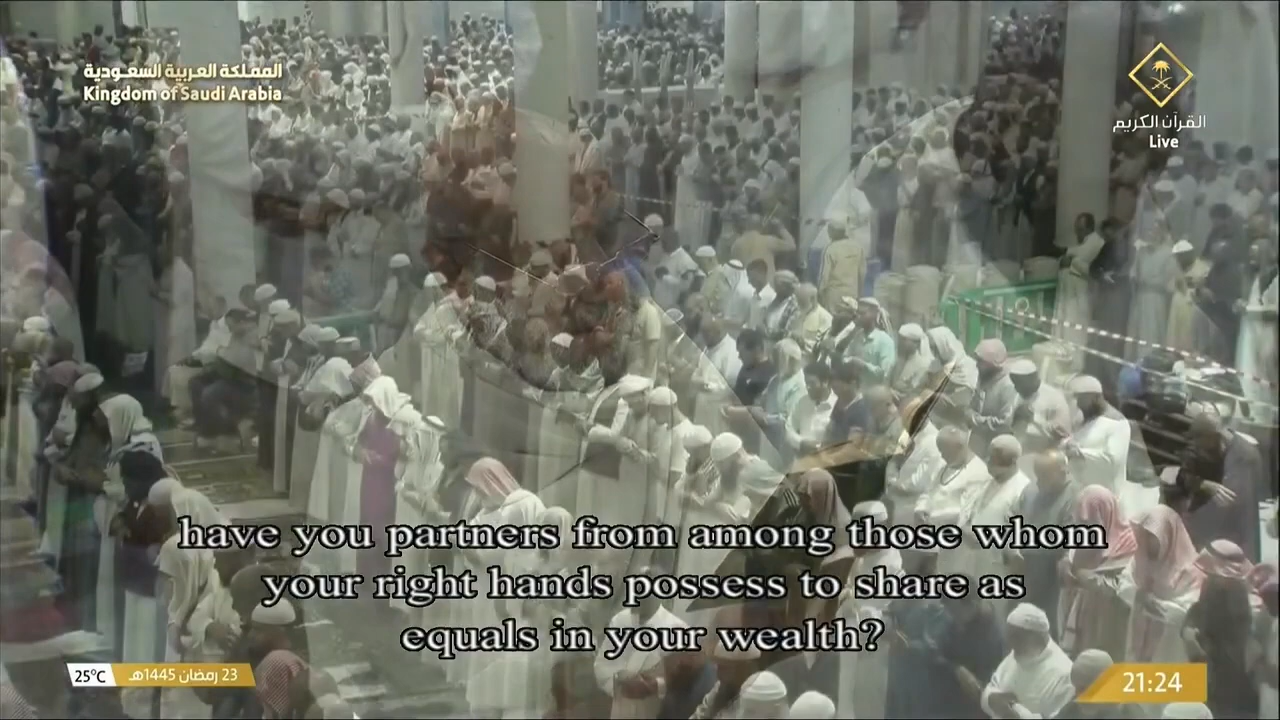 المملكة العربية السعودية
Kingdom of Saudi Arabia
القرآن الكريم
Live
have you partners from among those whom
your right hands possess to share as
equals in your wealth?
25°C
23 رمضان 1445هـ
21:24